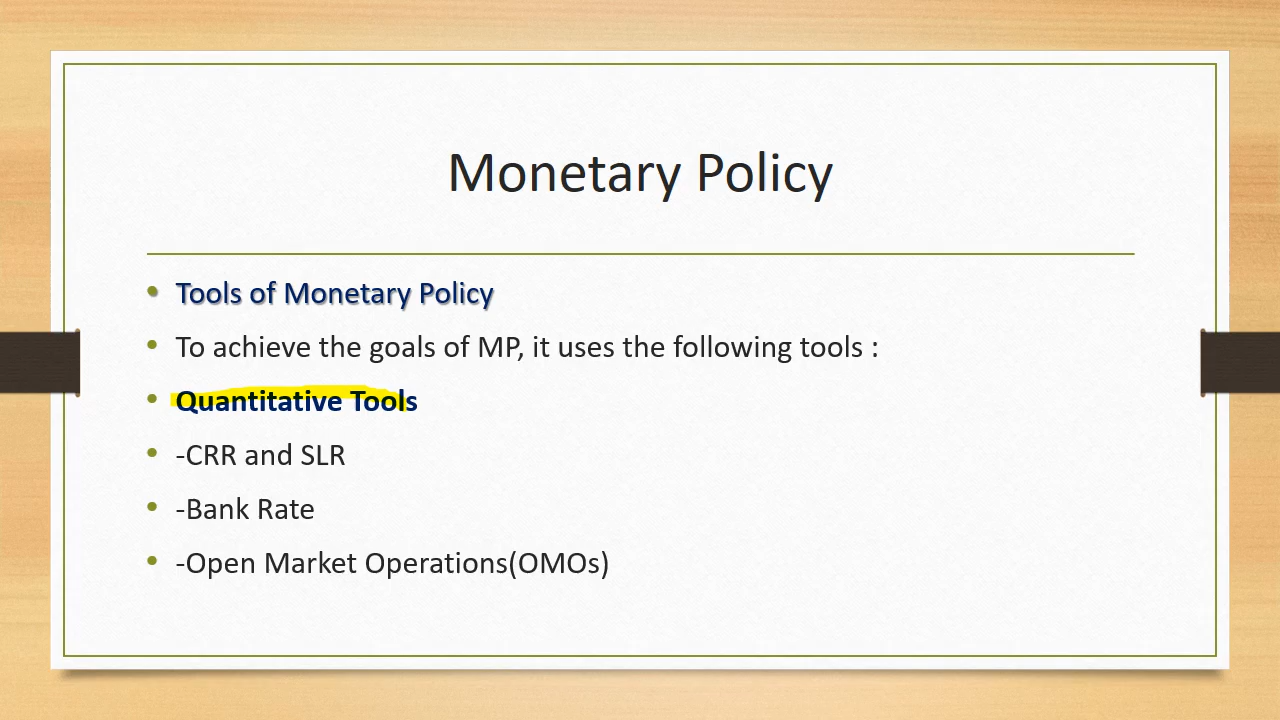 Monetary Policy
• Tools of Monetary Policy
• To achieve the goals of MP, it uses the following tools :
• Quantitative Tools
• -CRR and SLR
• -Bank Rate
• -Open Market Operations(OMOs)